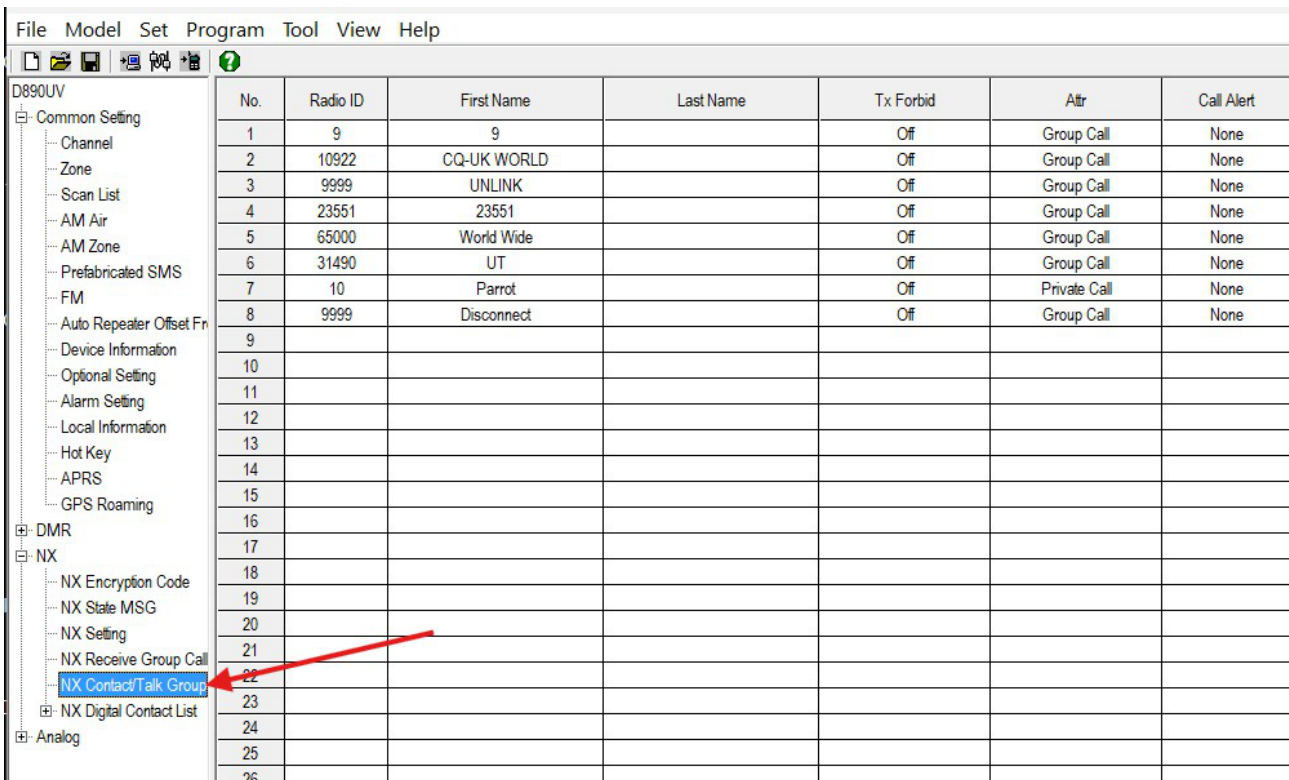 File Model Set Program Tool View Help
D890UV
Common Setting
Channel
Zone
Scan List
AM Air
AM Zone
Prefabricated SMS
FM
Auto Repeater Offset Fr
Device Information
Optional Setting
Alarm Setting
Local Information
Hot Key
APRS
GPS Roaming
DMR
NX
NX Encryption Code
NX State MSG
NX Setting
NX Receive Group Call
NX Contact/Talk Group
NX Digital Contact List
Analog
No. Radio ID First Name Last Name Tx Forbid Attr Call Alert
1 9 9 Off Group Call None
2 10922 CQ-UK WORLD Off Group Call None
3 9999 UNLINK Off Group Call None
4 23551 23551 Off Group Call None
5 65000 World Wide Off Group Call None
6 31490 UT Off Group Call None
7 10 Parrot Off Private Call None
8 9999 Disconnect Off Group Call None
9
10
11
12
13
14
15
16
17
18
19
20
21
22
23
24
25
26